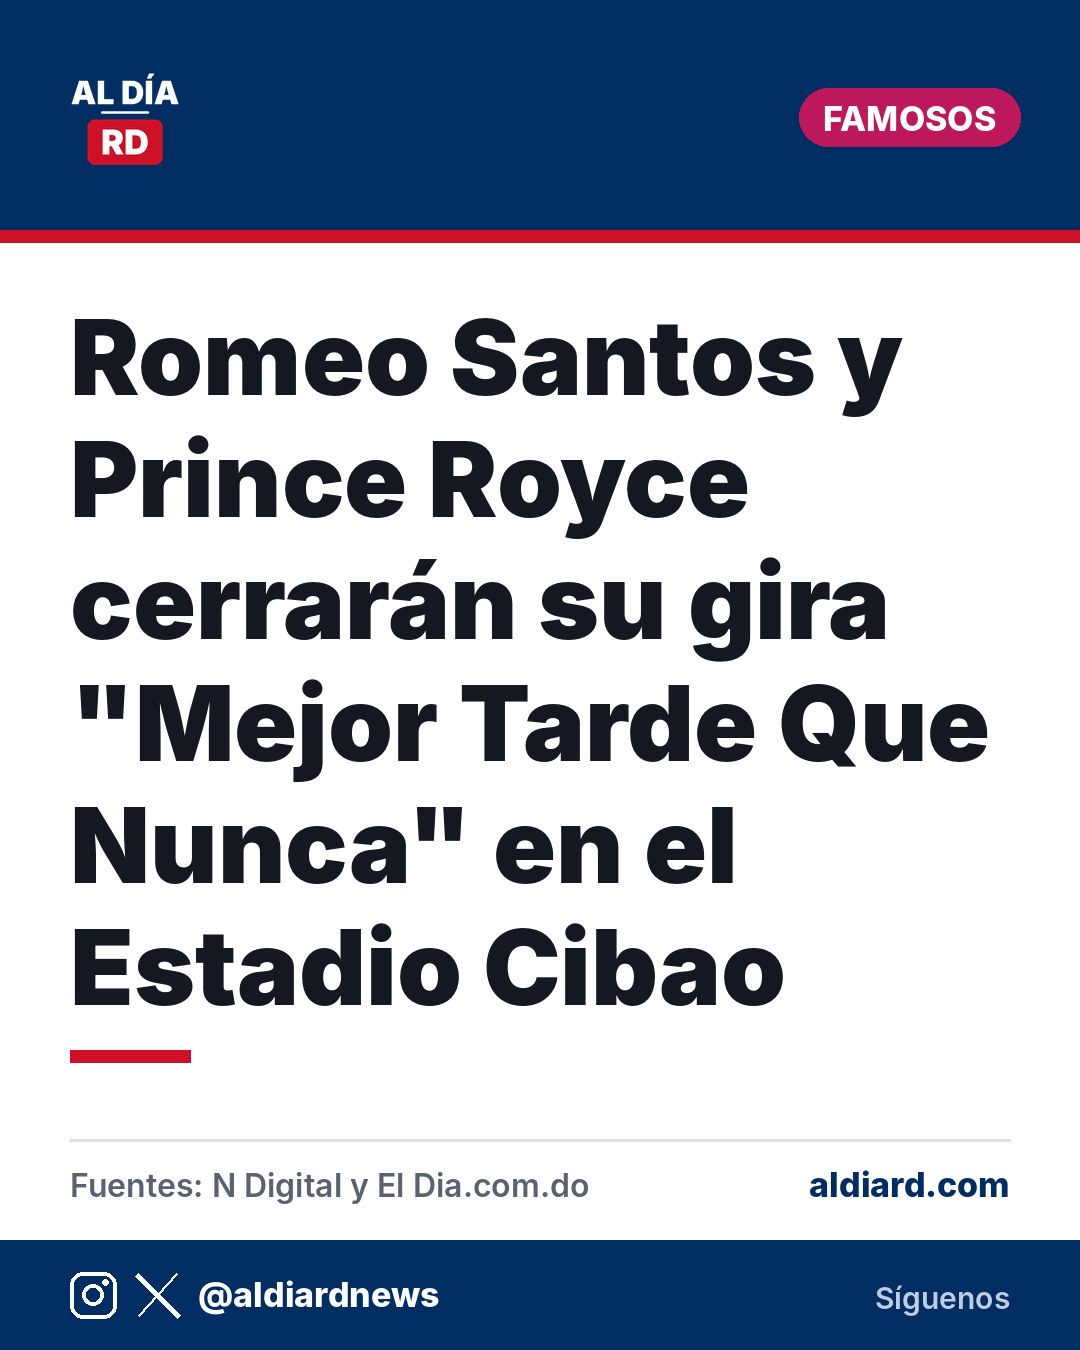 AL DÍA
RD
FAMOSOS
Romeo Santos y
Prince Royce
cerrarán su gira
"Mejor Tarde Que
Nunca" en el
Estadio Cibao
Fuentes: N Digital y El Dia.com.do
aldiard.com
@aldiardnews
Síguenos